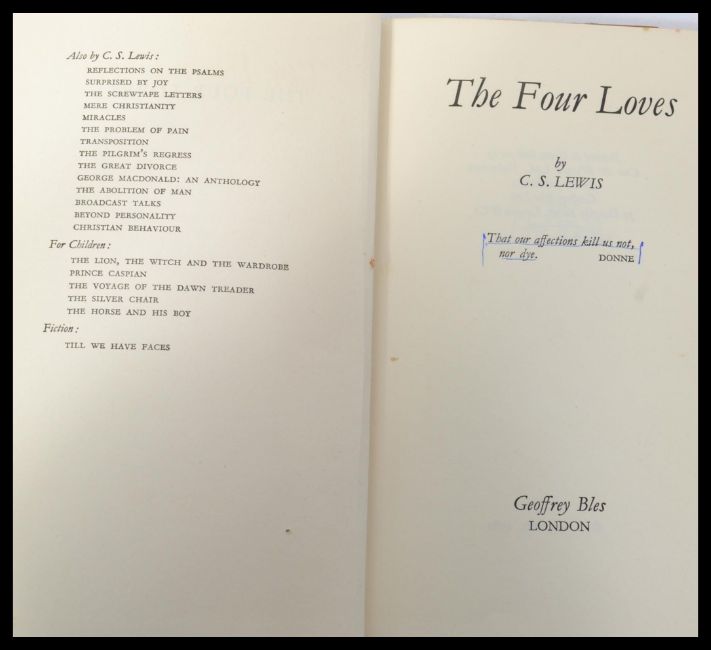 Also by C. S. Lewis:
REFLECTIONS ON THE PSALMS
SURPRISED BY JOY
THE SCREWTAPE LETTERS
MERE CHRISTIANITY
MIRACLES
THE PROBLEM OF PAIN
TRANSPOSITION
THE PILGRIM'S REGRESS
THE GREAT DIVORCE
GEORGE MACDONALD: AN ANTHOLOGY
THE ABOLITION OF MAN
BROADCAST TALKS
BEYOND PERSONALITY
CHRISTIAN BEHAVIOUR
For Children:
THE LION, THE WITCH AND THE WARDROBE
PRINCE CASPIAN
THE VOYAGE OF THE DAWN TREADER
THE SILVER CHAIR
THE HORSE AND HIS BOY
Fiction:
TILL WE HAVE FACES
The Four Loves
by
C. S. LEWIS
That our affections kill us not,
nor dye. DONNE
Geoffrey Bles
LONDON